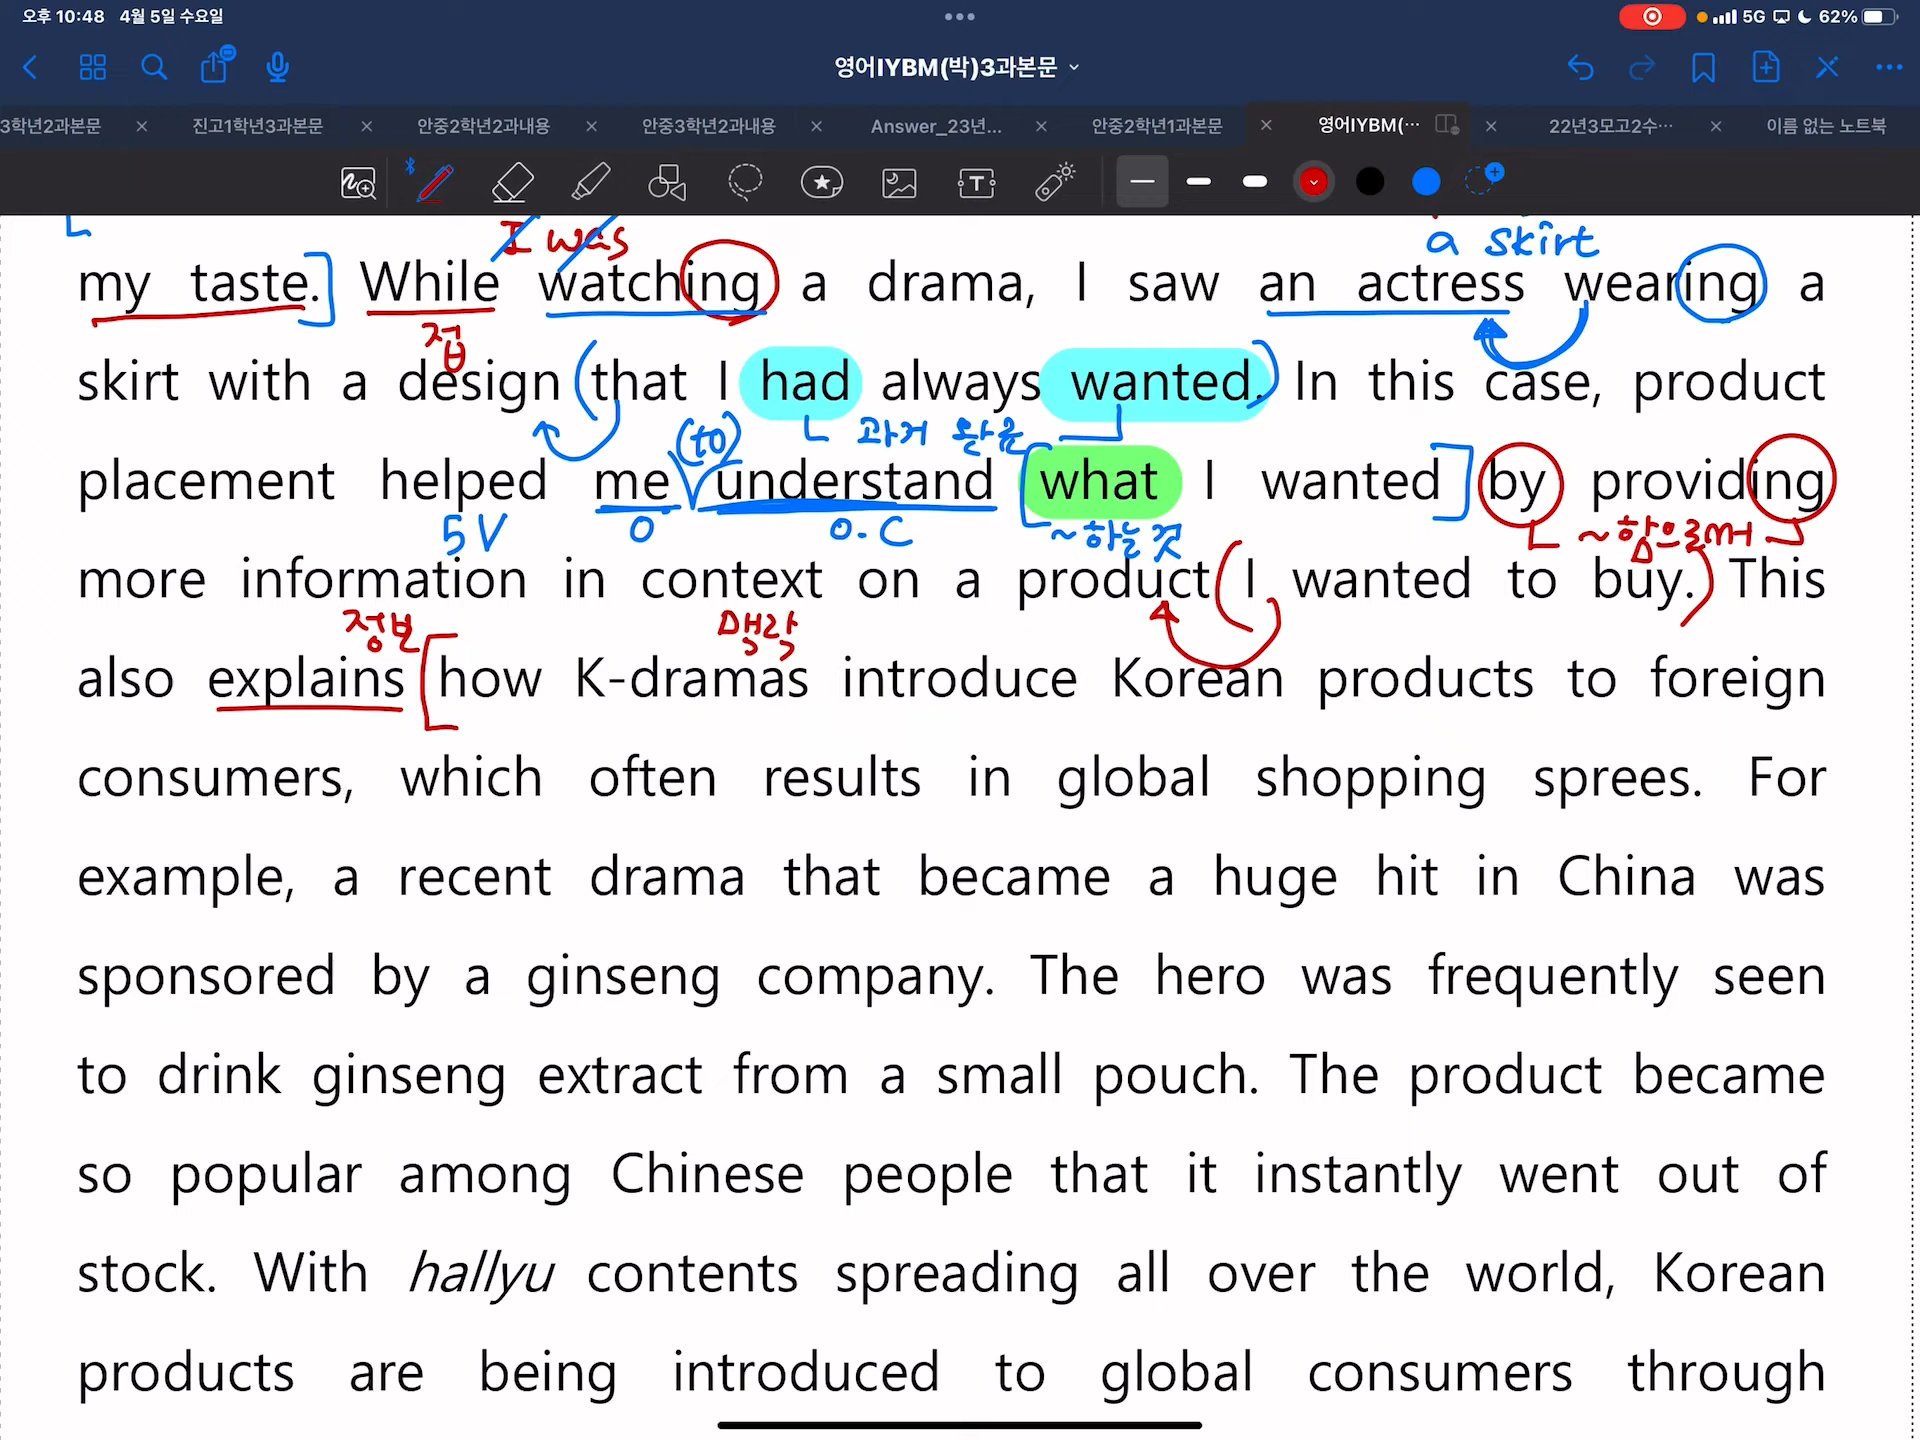 오후 10:48 4월 5일 수요일
5G 62%
영어IYBM(박)3과본문
3학년2과본문 진고1학년3과본문 안중2학년2과내용 안중3학년2과내용 Answer_23년... 안중2학년1과본문 영어IYBM(... 22년3모고2수... 이름 없는 노트북
I was a skirt
my taste. While watching a drama, I saw an actress wearing a
접
skirt with a design (that I had always wanted.) In this case, product
(to) 과거 완료
placement helped me understand [what I wanted] by providing
5V O O.C ~하는 것 ~함으로써
more information in context on a product (I wanted to buy.) This
정보 맥락
also explains [how K-dramas introduce Korean products to foreign
consumers, which often results in global shopping sprees. For
example, a recent drama that became a huge hit in China was
sponsored by a ginseng company. The hero was frequently seen
to drink ginseng extract from a small pouch. The product became
so popular among Chinese people that it instantly went out of
stock. With hallyu contents spreading all over the world, Korean
products are being introduced to global consumers through